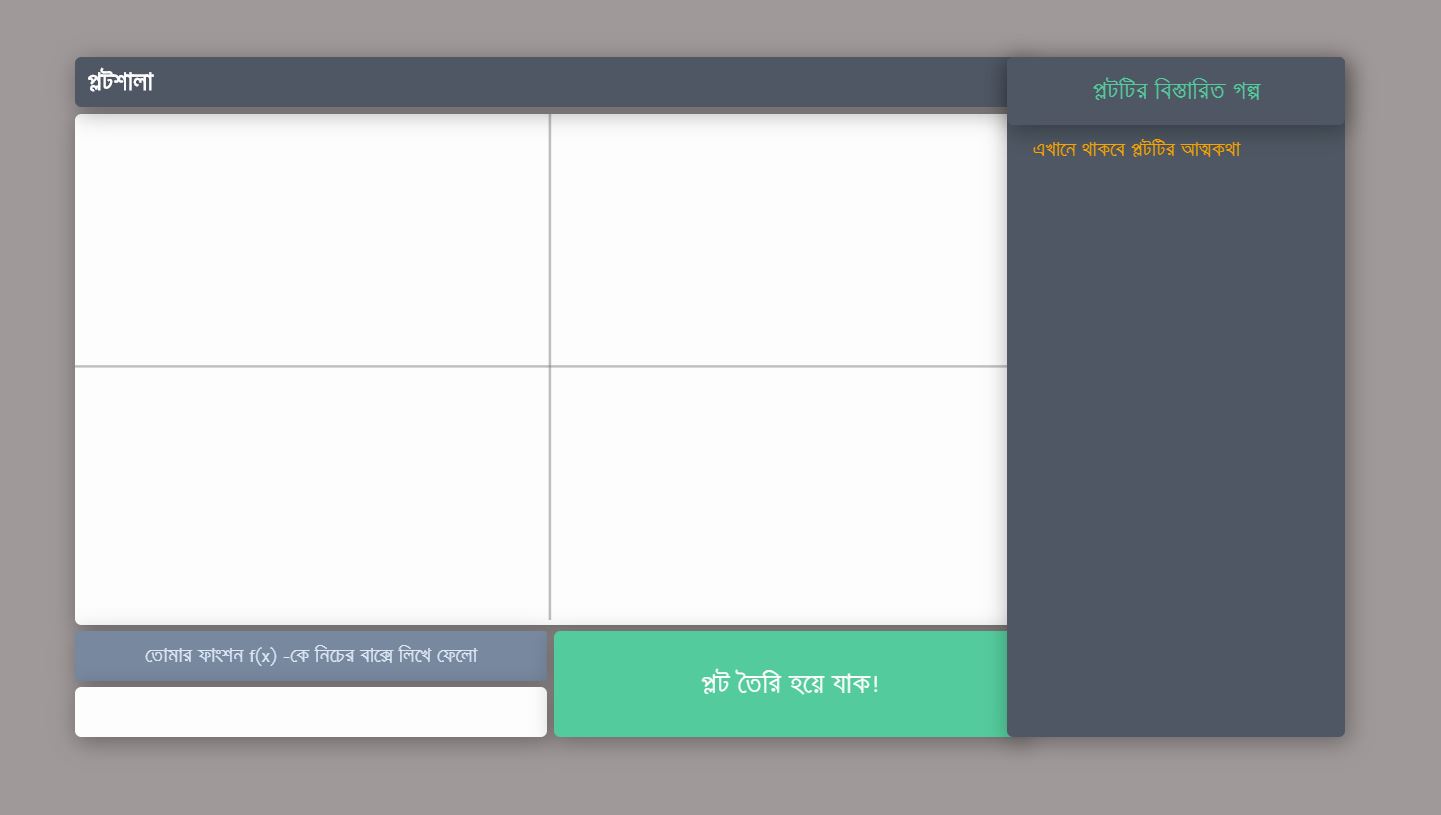 প্লটশালা
প্লটটির বিস্তারিত গল্প
এখানে থাকবে প্লটটির আত্মকথা
তোমার ফাংশন f(x) -কে নিচের বাক্সে লিখে ফেলো
প্লট তৈরি হয়ে যাক!